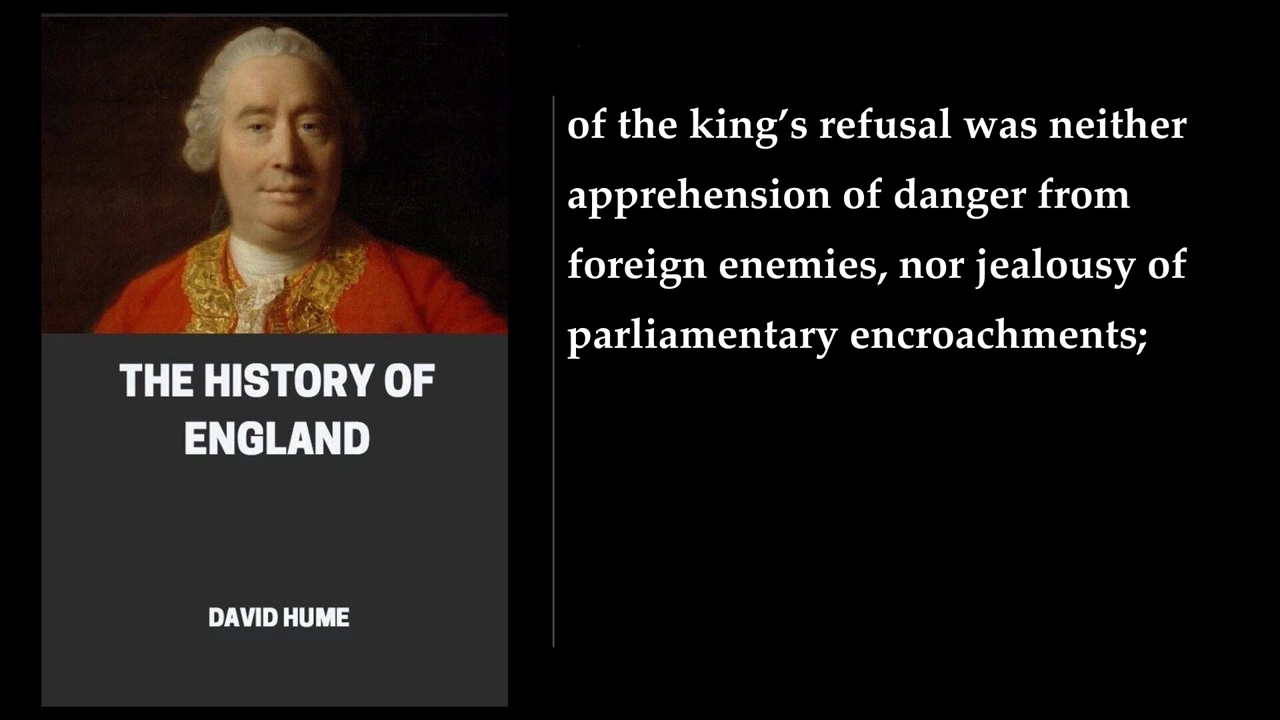 THE HISTORY OF
ENGLAND
DAVID HUME
of the king’s refusal was neither
apprehension of danger from
foreign enemies, nor jealousy of
parliamentary encroachments;